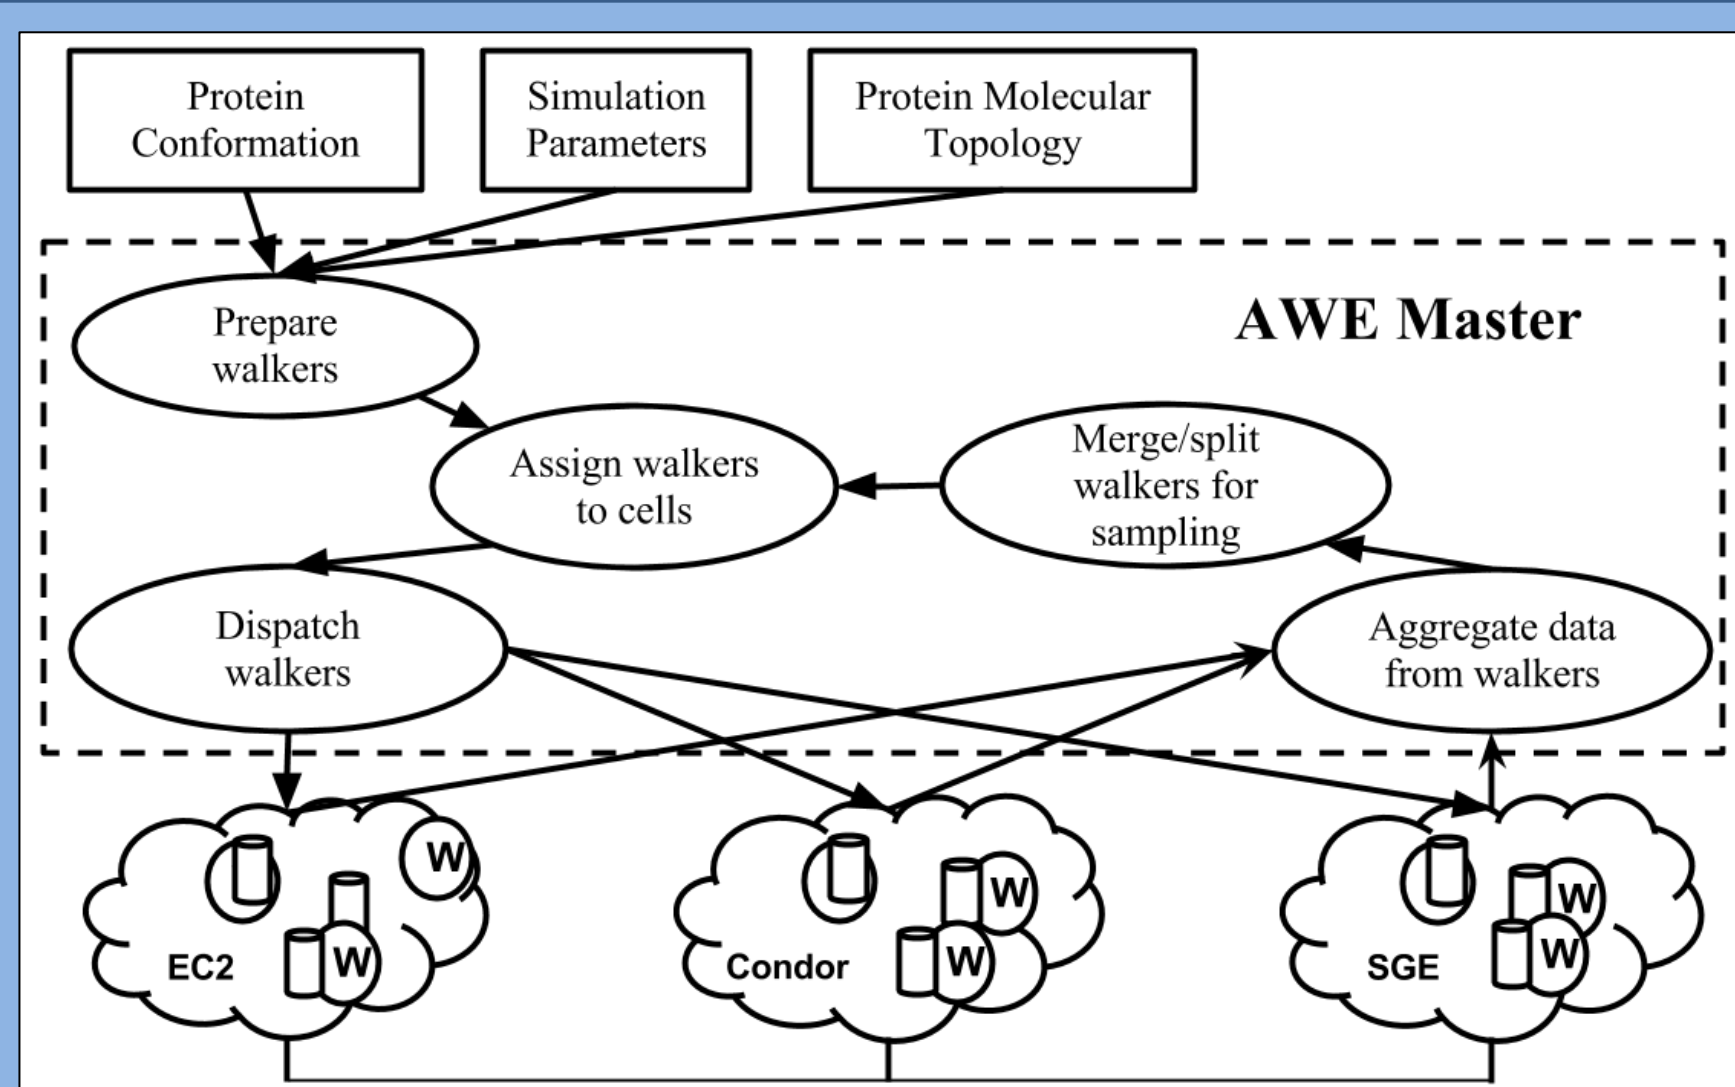 Protein
Conformation
Simulation
Parameters
Protein Molecular
Topology
AWE Master
Prepare
walkers
Assign walkers
to cells
Merge/split
walkers for
sampling
Dispatch
walkers
Aggregate data
from walkers
W
W
EC2
W
W
Condor
W
W
SGE